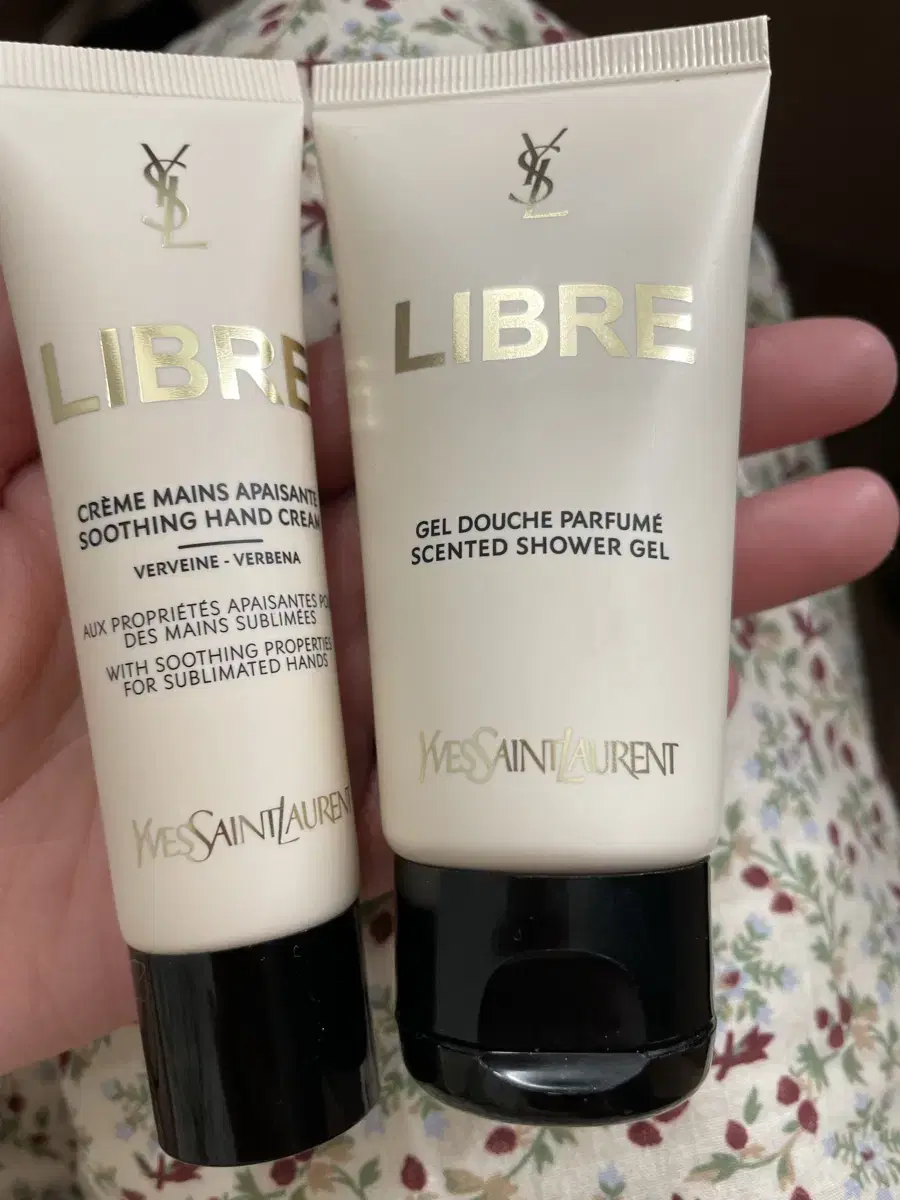 YSL
LIBRE
CRÈME MAINS APAISANTE
SOOTHING HAND CREAM
VERVEINE - VERBENA
AUX PROPRIÉTÉS APAISANTES
DES MAINS SUBLIMÉES
WITH SOOTHING PROPERTIES
FOR SUBLIMATED HANDS
YVESSAINTLAURENT
YSL
LIBRE
GEL DOUCHE PARFUMÉ
SCENTED SHOWER GEL
YVESSAINTLAURENT